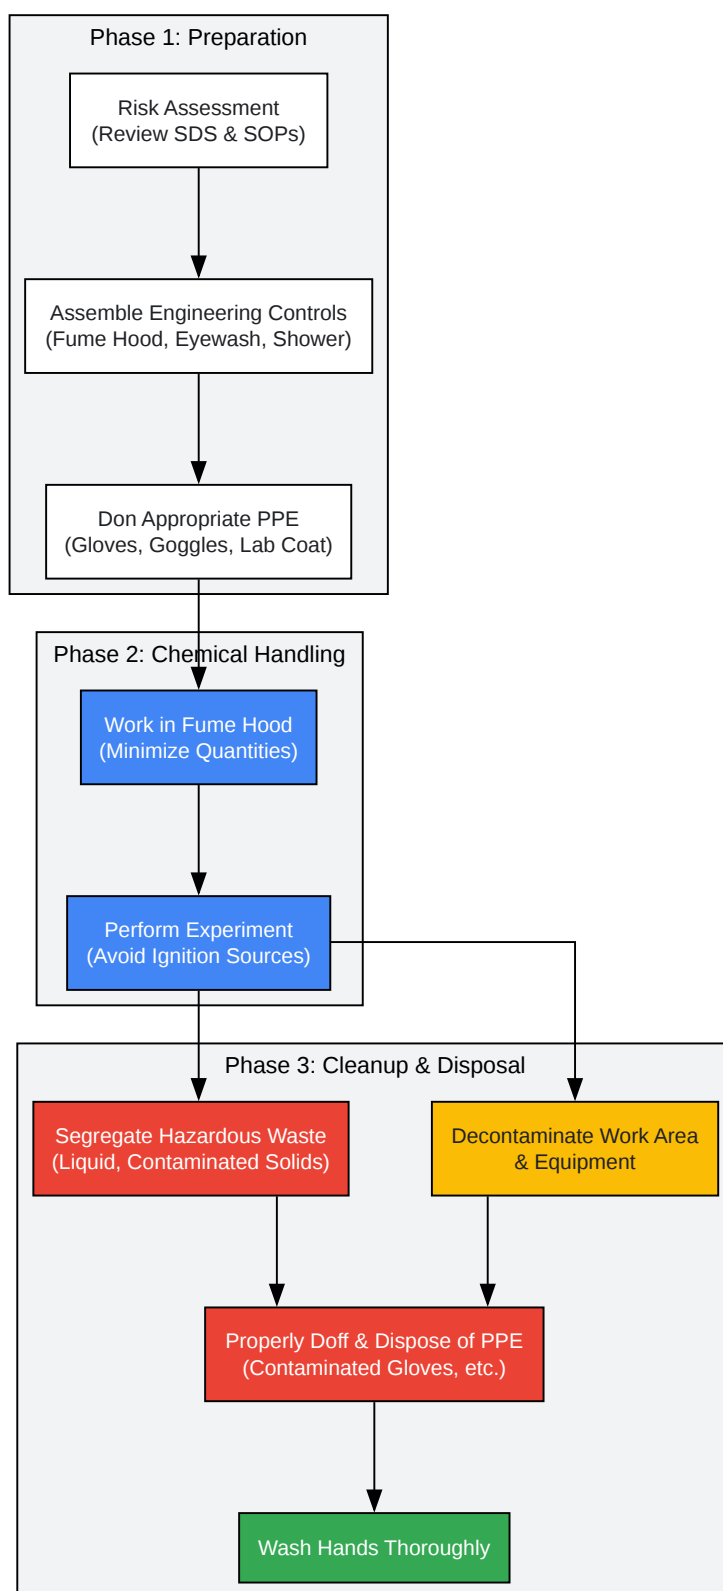 Phase 1: Preparation
Risk Assessment
(Review SDS & SOPs)
Assemble Engineering Controls
(Fume Hood, Eyewash, Shower)
Don Appropriate PPE
(Gloves, Goggles, Lab Coat)
Phase 2: Chemical Handling
Work in Fume Hood
(Minimize Quantities)
Perform Experiment
(Avoid Ignition Sources)
Phase 3: Cleanup & Disposal
Segregate Hazardous Waste
(Liquid, Contaminated Solids)
Decontaminate Work Area
& Equipment
Properly Doff & Dispose of PPE
(Contaminated Gloves, etc.)
Wash Hands Thoroughly